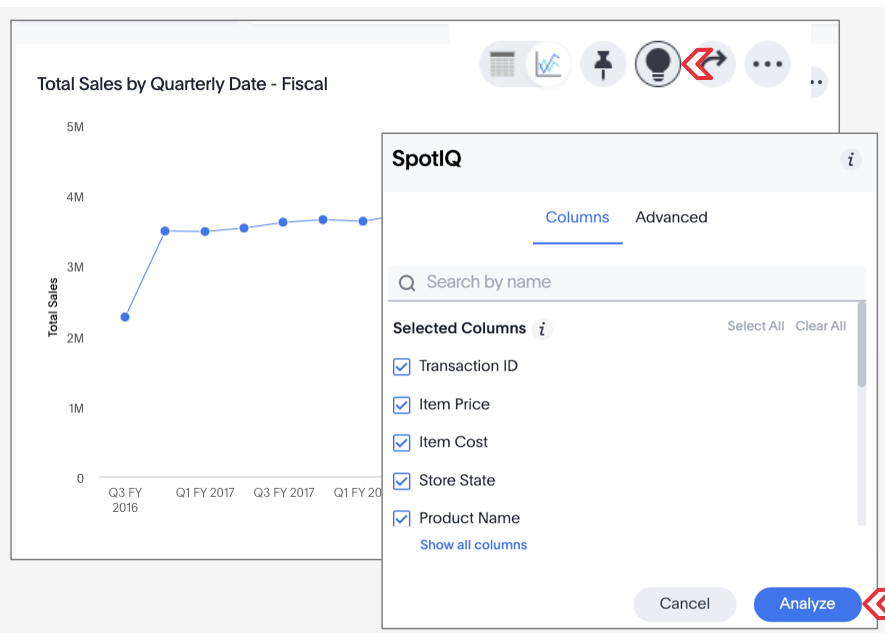 Total Sales by Quarterly Date - Fiscal
5M
4M
3M
2M
1M
0
Total Sales
Q3 FY
2016
Q1 FY 2017
Q3 FY 2017
Q1 FY 20
SpotIQ
i
Columns
Advanced
Search by name
Selected Columns i
Select All Clear All
Transaction ID
Item Price
Item Cost
Store State
Product Name
Show all columns
Cancel
Analyze